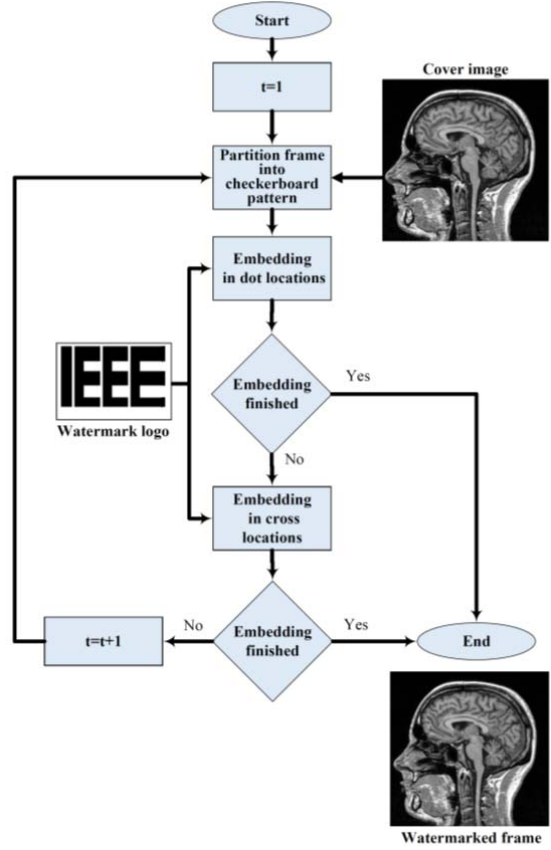 Start
t=1
Cover image
Partition frame
into
checkerboard
pattern
Embedding
in dot locations
IEEE
Watermark logo
Embedding
finished
Yes
No
Embedding
in cross
locations
t=t+1
No
Embedding
finished
Yes
End
Watermarked frame